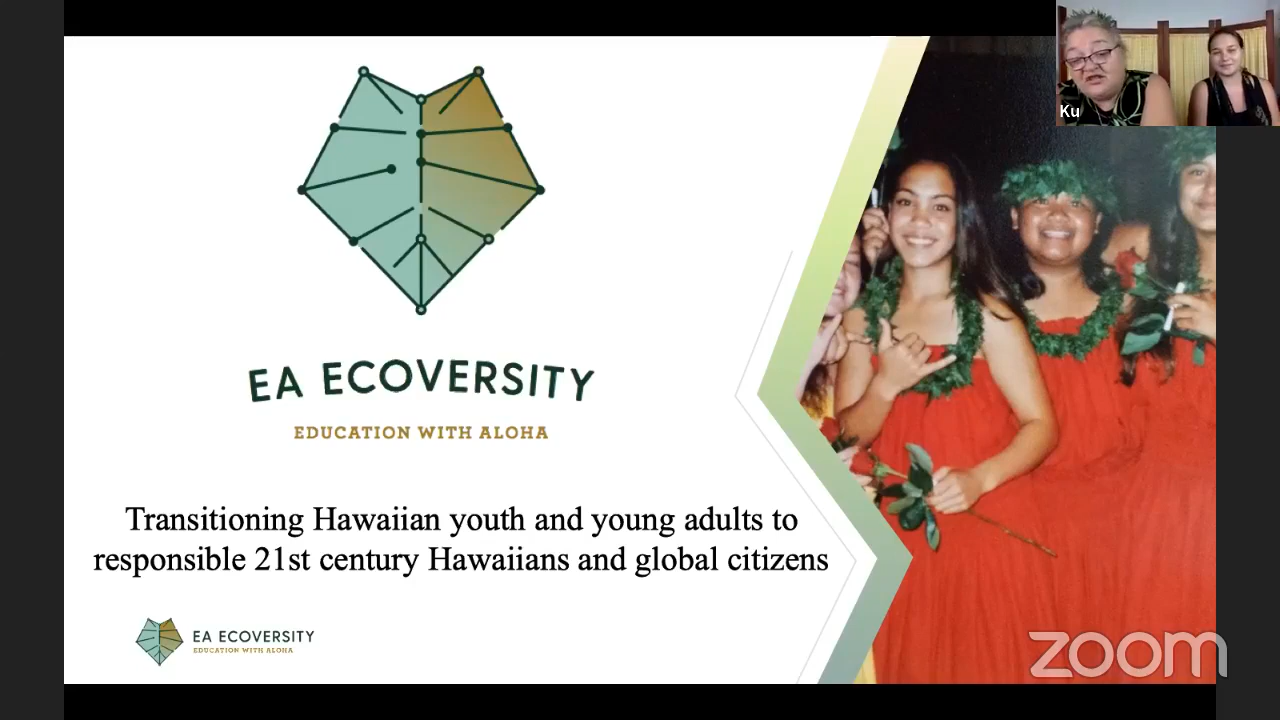 Ku
EA ECOVERSITY
EDUCATION WITH ALOHA
Transitioning Hawaiian youth and young adults to
responsible 21st century Hawaiians and global citizens
EA ECOVERSITY
EDUCATION WITH ALOHA
zoom